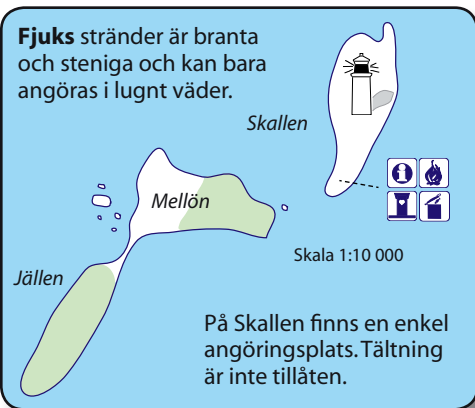 Fjuks stränder är branta
och steniga och kan bara
angöras i lugnt väder.
Skallen
Mellön
Skala 1:10 000
Jällen
På Skallen finns en enkel
angöringsplats. Tältning
är inte tillåten.